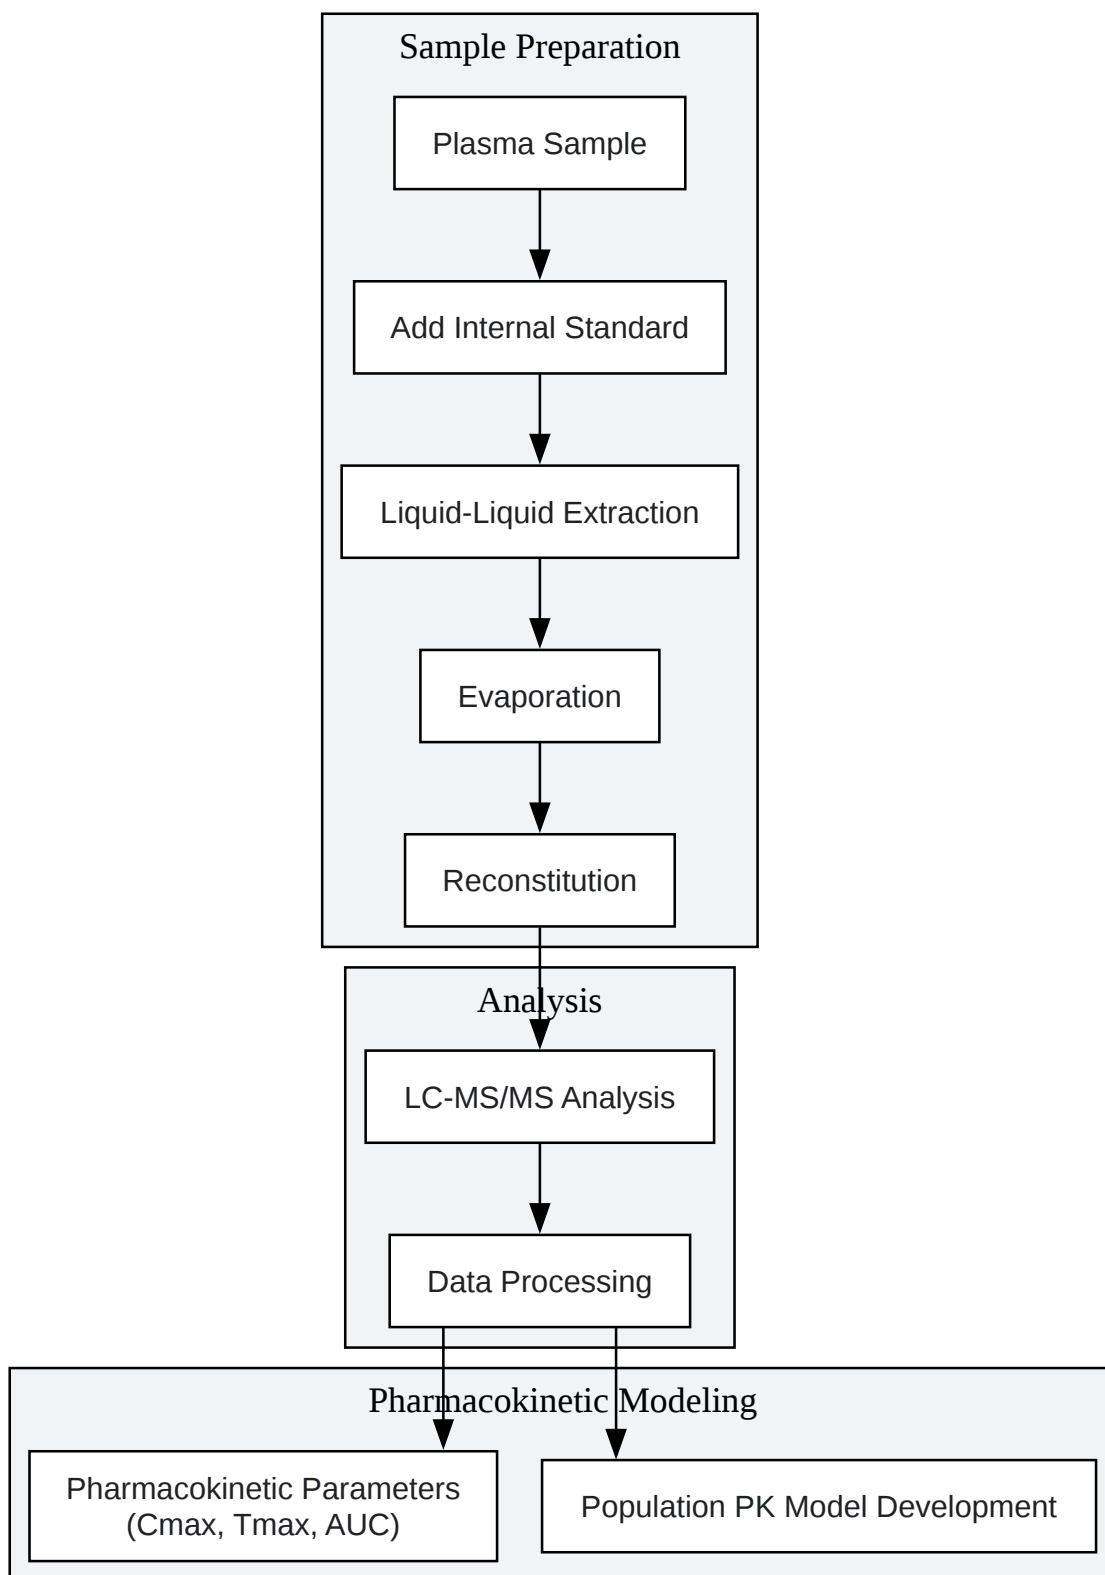 Sample Preparation
Plasma Sample
Add Internal Standard
Liquid-Liquid Extraction
Evaporation
Reconstitution
Analysis
LC-MS/MS Analysis
Data Processing
Pharmacokinetic Modeling
Pharmacokinetic Parameters
(Cmax, Tmax, AUC)
Population PK Model Development